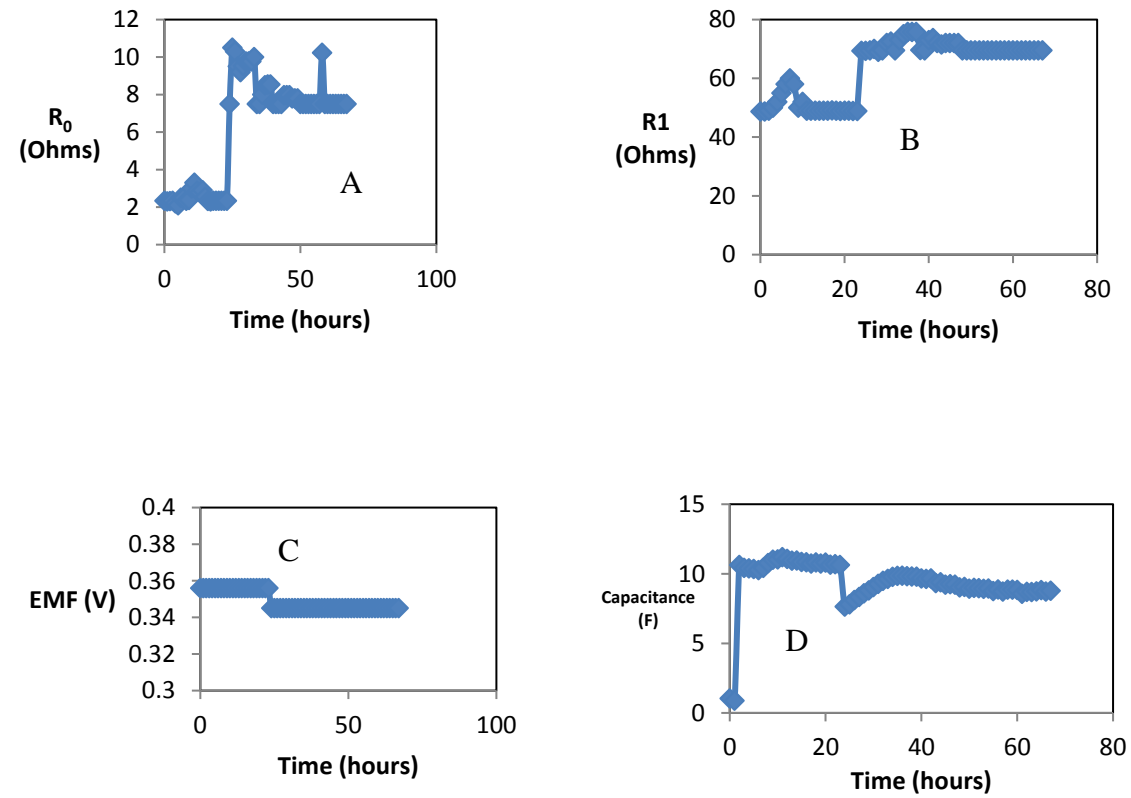 12
10
8
6
4
2
0
R₀
(Ohms)
A
0 50 100
Time (hours)
80
60
40
20
0
R1
(Ohms)
B
0 20 40 60 80
Time (hours)
0.4
0.38
0.36
0.34
0.32
0.3
EMF (V)
C
0 50 100
Time (hours)
15
10
5
0
Capacitance
(F)
D
0 20 40 60 80
Time (hours)